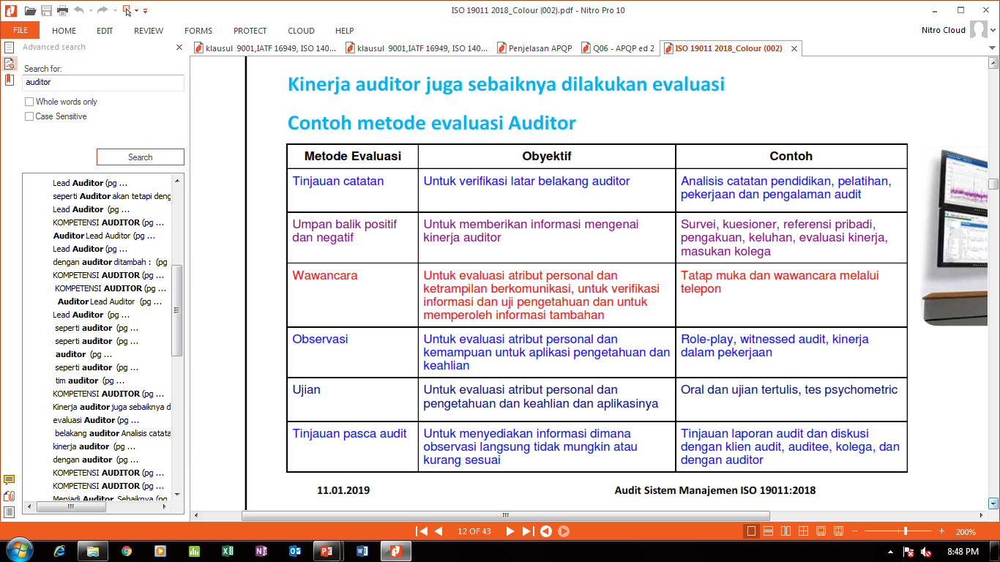 ISO 19011 2018_Colour (002).pdf - Nitro Pro 10
FILE HOME EDIT REVIEW FORMS PROTECT CLOUD HELP
Nitro Cloud
Advanced search
klausul 9001,IATF 16949, ISO 140...
klausul 9001,IATF 16949, ISO 140...
Penjelasan APQP
Q06 - APQP ed 2
ISO 19011 2018_Colour (002)
Search for:
auditor
Whole words only
Case Sensitive
Search
Lead Auditor (pg ...
seperti Auditor akan tetapi deng
Lead Auditor (pg ...
KOMPETENSI AUDITOR (pg ...
Auditor Lead Auditor (pg ...
Lead Auditor (pg ...
dengan auditor ditambah : (pg
KOMPETENSI AUDITOR (pg ...
KOMPETENSI AUDITOR (pg ...
Auditor Lead Auditor (pg ...
Lead Auditor (pg ...
seperti auditor (pg ...
seperti auditor (pg ...
auditor (pg ...
seperti auditor (pg ...
tim auditor (pg ...
KOMPETENSI AUDITOR (pg ...
Kinerja auditor juga sebaiknya d
evaluasi Auditor (pg ...
belakang auditor Analisis catata
kinerja auditor (pg ...
dengan auditor (pg ...
KOMPETENSI AUDITOR (pg ...
KOMPETENSI AUDITOR (pg ...
Menjadi Auditor Sebaiknya (pg
Kinerja auditor juga sebaiknya dilakukan evaluasi
Contoh metode evaluasi Auditor
Metode Evaluasi Obyektif Contoh
Tinjauan catatan
Untuk verifikasi latar belakang auditor
Analisis catatan pendidikan, pelatihan,
pekerjaan dan pengalaman audit
Umpan balik positif
dan negatif
Untuk memberikan informasi mengenai
kinerja auditor
Survei, kuesioner, referensi pribadi,
pengakuan, keluhan, evaluasi kinerja,
masukan kolega
Wawancara
Untuk evaluasi atribut personal dan
ketrampilan berkomunikasi, untuk verifikasi
informasi dan uji pengetahuan dan untuk
memperoleh informasi tambahan
Tatap muka dan wawancara melalui
telepon
Observasi
Untuk evaluasi atribut personal dan
kemampuan untuk aplikasi pengetahuan dan
keahlian
Role-play, witnessed audit, kinerja
dalam pekerjaan
Ujian
Untuk evaluasi atribut personal dan
pengetahuan dan keahlian dan aplikasinya
Oral dan ujian tertulis, tes psychometric
Tinjauan pasca audit
Untuk menyediakan informasi dimana
observasi langsung tidak mungkin atau
kurang sesuai
Tinjauan laporan audit dan diskusi
dengan klien audit, auditee, kolega, dan
dengan auditor
11.01.2019
Audit Sistem Manajemen ISO 19011:2018
12 OF 43
200%
8:48 PM